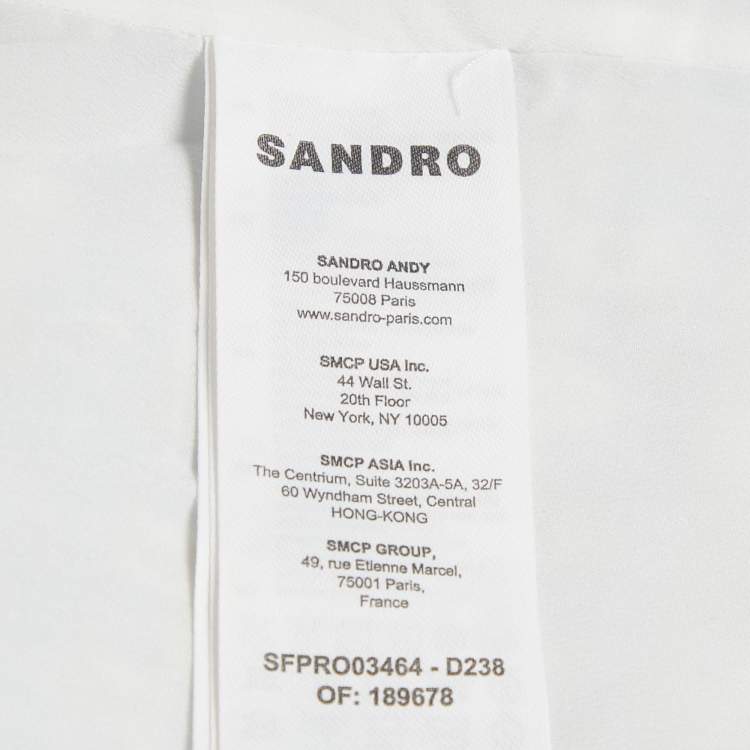 SANDRO
SANDRO ANDY
150 boulevard Haussmann
75008 Paris
www.sandro-paris.com
SMCP USA Inc.
44 Wall St.
20th Floor
New York, NY 10005
SMCP ASIA Inc.
The Centrium, Suite 3203A-5A, 32/F
60 Wyndham Street, Central
HONG-KONG
SMCP GROUP,
49, rue Etienne Marcel,
75001 Paris,
France
SFPRO03464 - D238
OF: 189678